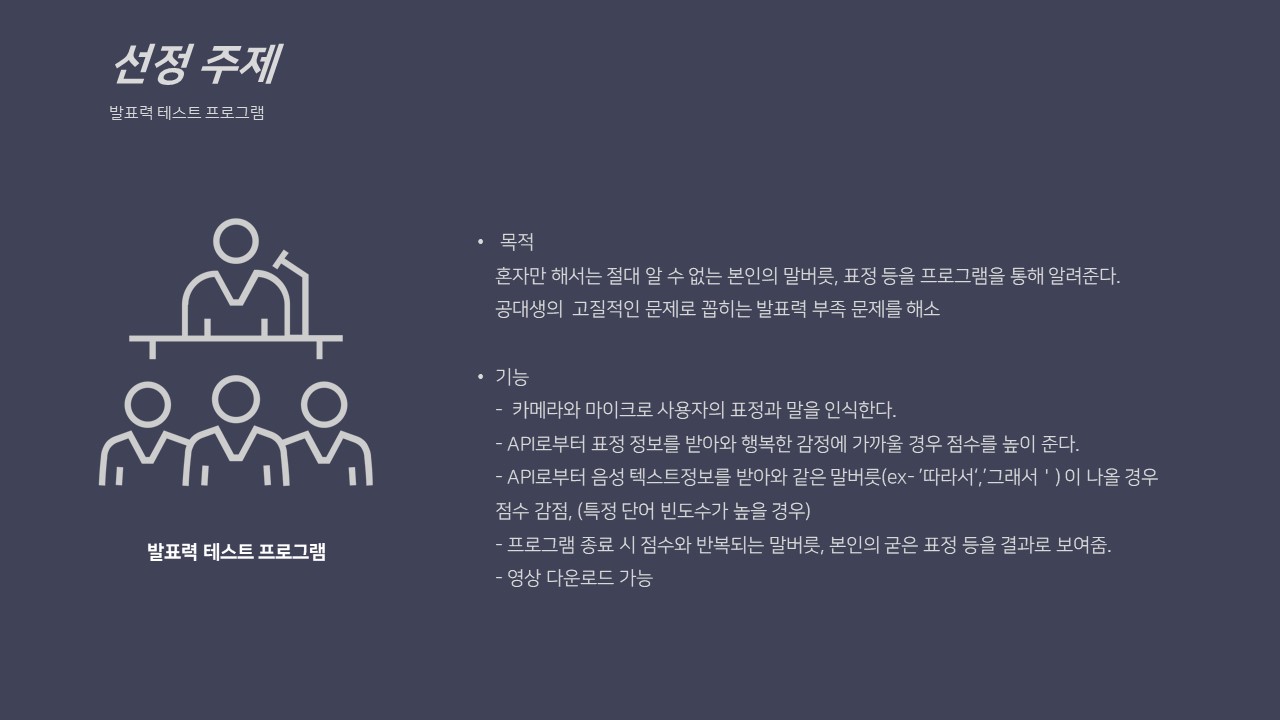 선정 주제
발표력 테스트 프로그램
• 목적
혼자만 해서는 절대 알 수 없는 본인의 말버릇, 표정 등을 프로그램을 통해 알려준다.
공대생의 고질적인 문제로 꼽히는 발표력 부족 문제를 해소
• 기능
- 카메라와 마이크로 사용자의 표정과 말을 인식한다.
- API로부터 표정 정보를 받아와 행복한 감정에 가까울 경우 점수를 높이 준다.
- API로부터 음성 텍스트정보를 받아와 같은 말버릇(ex- ’따라서‘,’그래서 ‘ ) 이 나올 경우
점수 감점, (특정 단어 빈도수가 높을 경우)
- 프로그램 종료 시 점수와 반복되는 말버릇, 본인의 굳은 표정 등을 결과로 보여줌.
- 영상 다운로드 가능
발표력 테스트 프로그램